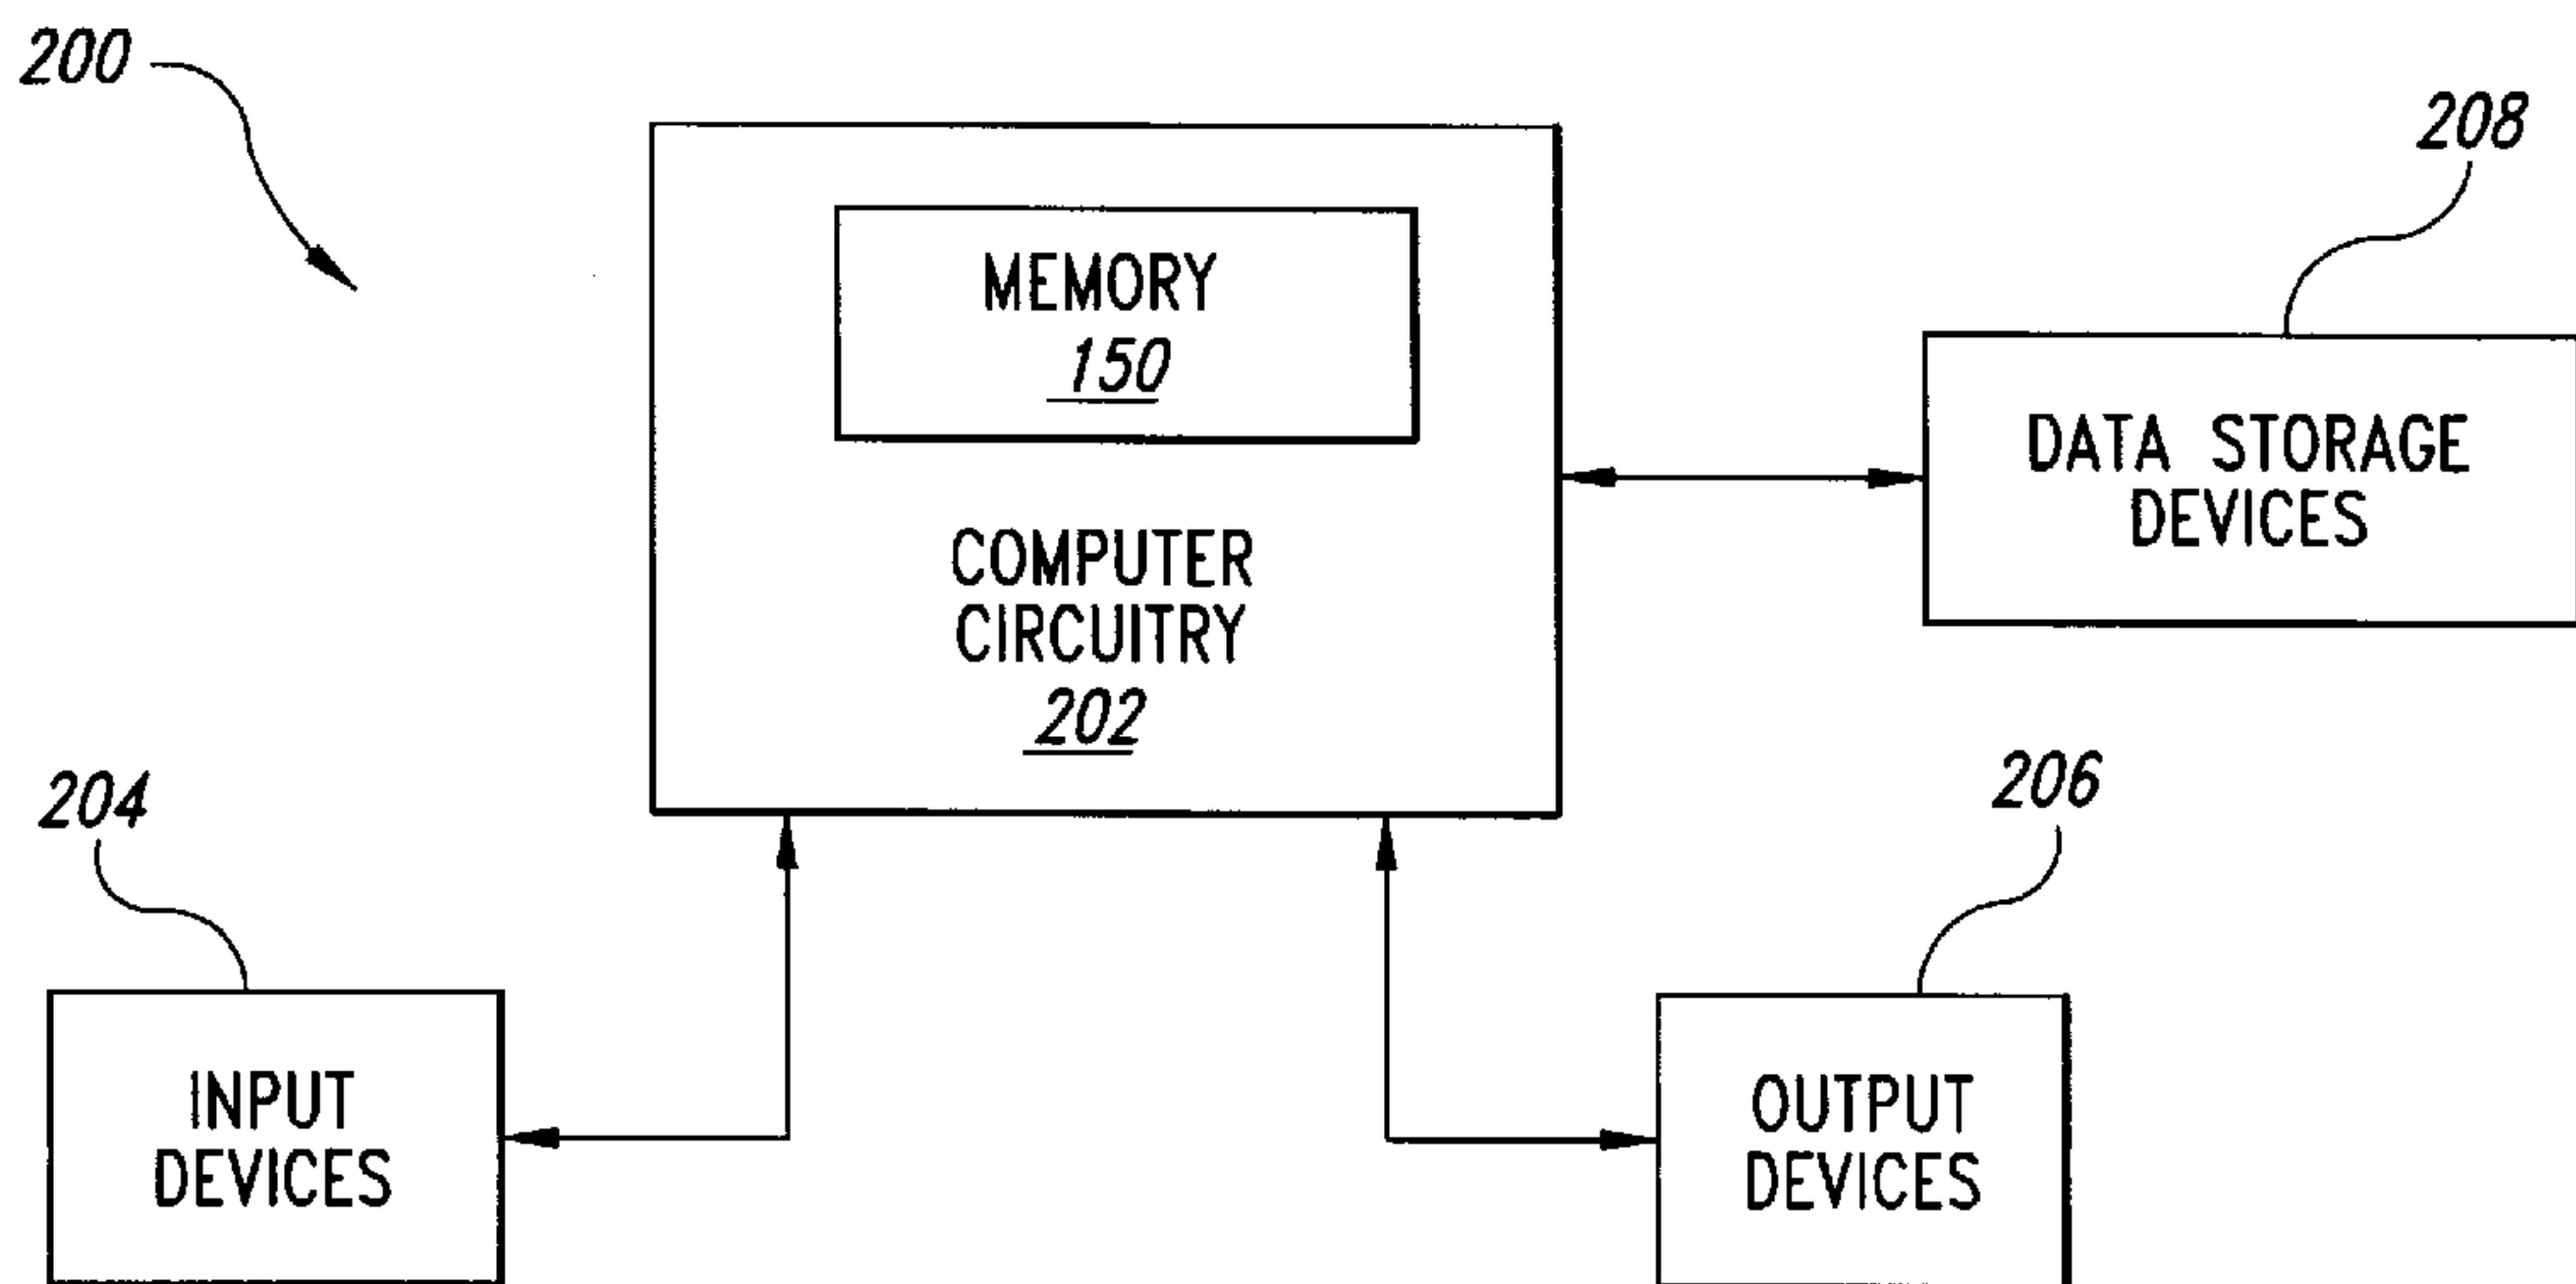 200
208
MEMORY
150
DATA STORAGE
DEVICES
COMPUTER
CIRCUITRY
202
204
206
INPUT
DEVICES
OUTPUT
DEVICES